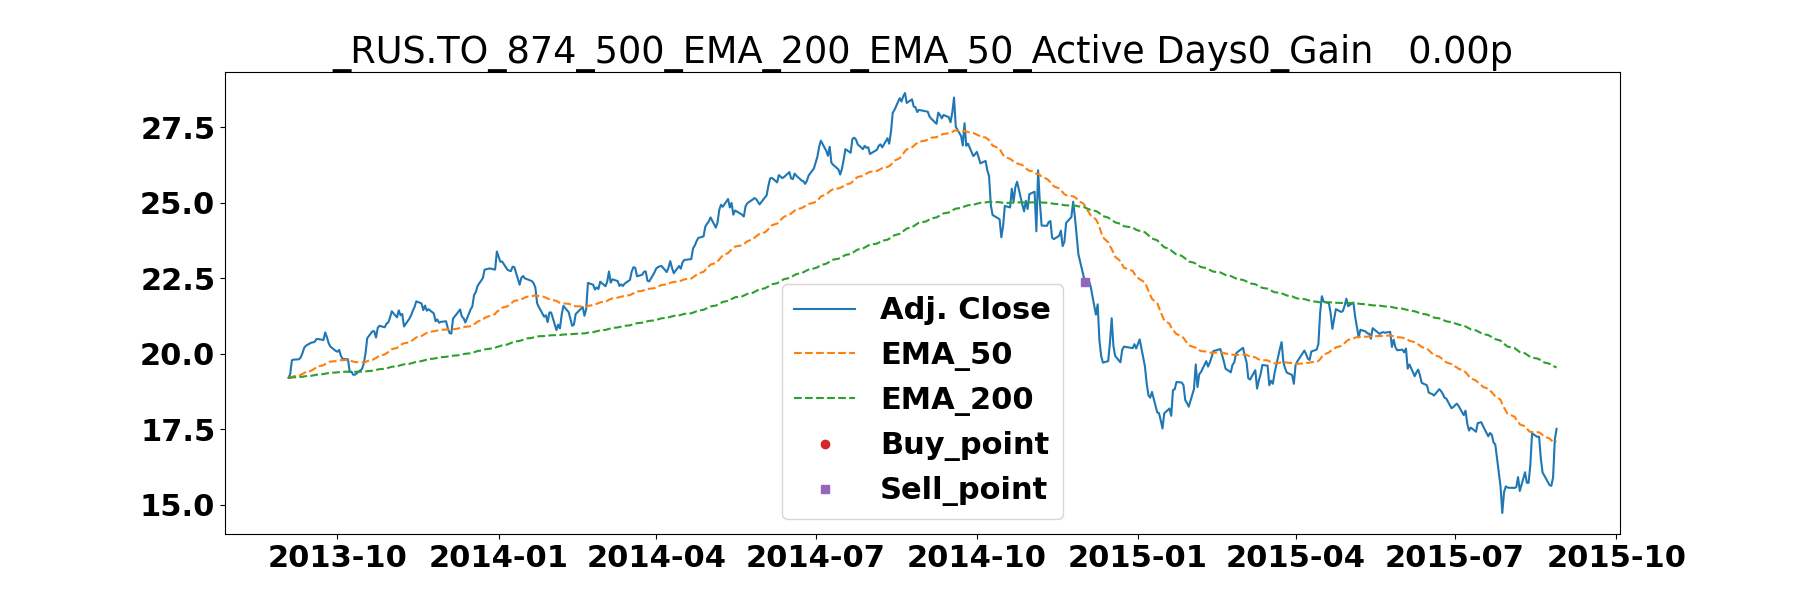 _RUS.TO_874_500_EMA_200_EMA_50_Active Days0_Gain   0.00p
27.5
25.0
22.5
20.0
17.5
15.0
Adj. Close
EMA_50
EMA_200
Buy_point
Sell_point
2013-10 2014-01 2014-04 2014-07 2014-10 2015-01 2015-04 2015-07 2015-10